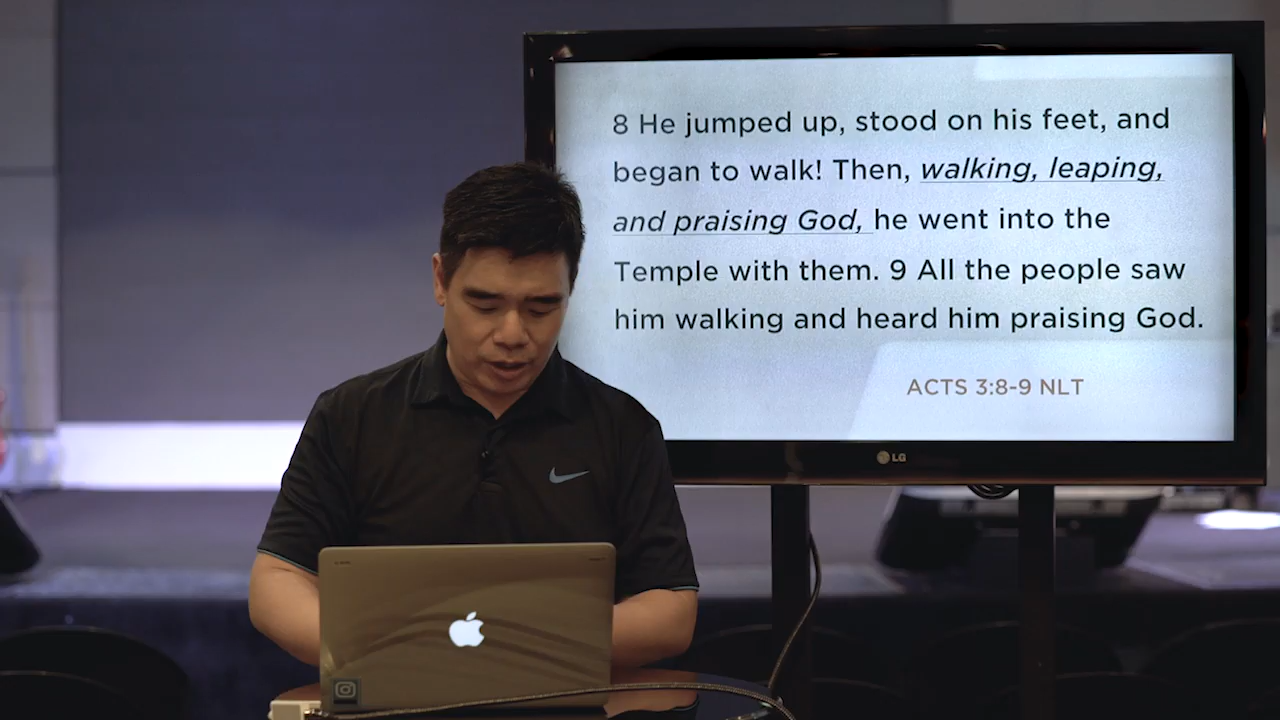 8 He jumped up, stood on his feet, and
began to walk! Then, walking, leaping,
and praising God, he went into the
Temple with them. 9 All the people saw
him walking and heard him praising God.
ACTS 3:8-9 NLT
LG